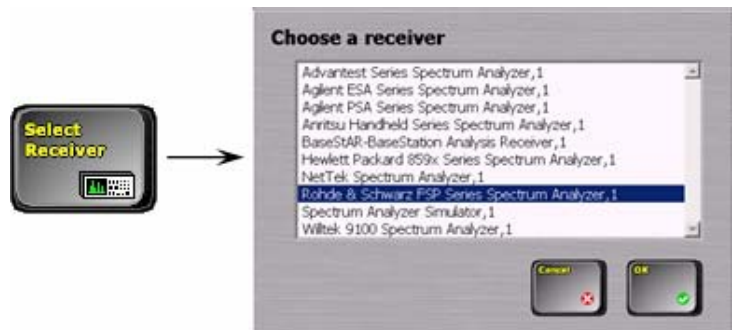 Select
Receiver
Choose a receiver
Advantest Series Spectrum Analyzer,1
Agilent ESA Series Spectrum Analyzer,1
Agilent PSA Series Spectrum Analyzer,1
Anritsu Handheld Series Spectrum Analyzer,1
BaseStAR-BaseStation Analysis Receiver,1
Hewlett Packard 859x Series Spectrum Analyzer,1
NetTek Spectrum Analyzer,1
Rohde & Schwarz FSP Series Spectrum Analyzer,1
Spectrum Analyzer Simulator,1
Willtek 9100 Spectrum Analyzer,1
Cancel
OK